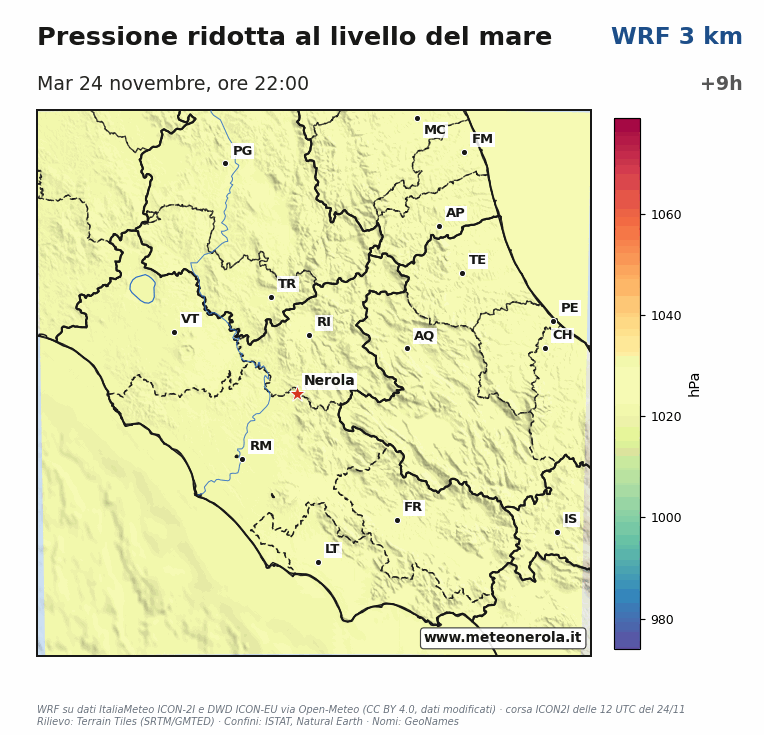 Pressione ridotta al livello del mare
WRF 3 km
Mar 24 novembre, ore 22:00
+9h
MC
FM
PG
AP
TE
TR
PE
VT
RI
AQ
CH
Nerola
RM
FR
IS
LT
www.meteonerola.it
1060
1040
1020
1000
980
hPa
WRF su dati ItaliaMeteo ICON-2I e DWD ICON-EU via Open-Meteo (CC BY 4.0, dati modificati) · corsa ICON2I delle 12 UTC del 24/11
Rilievo: Terrain Tiles (SRTM/GMTED) · Confini: ISTAT, Natural Earth · Nomi: GeoNames